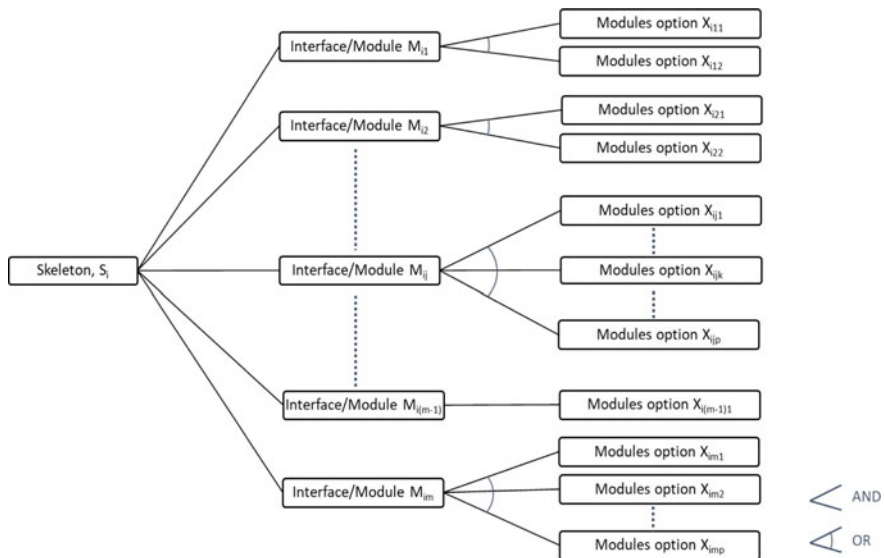 Modules option Xi11
Interface/Module Mi1
Modules option Xi12
Modules option Xi21
Interface/Module Mi2
Modules option Xi22
Modules option Xij1
Skeleton, Si
Interface/Module Mij
Modules option Xijk
Modules option Xijp
Interface/Module Mi(m-1)
Modules option Xi(m-1)1
Modules option Xim1
Interface/Module Mim
Modules option Xim2
AND
Modules option Ximp
OR